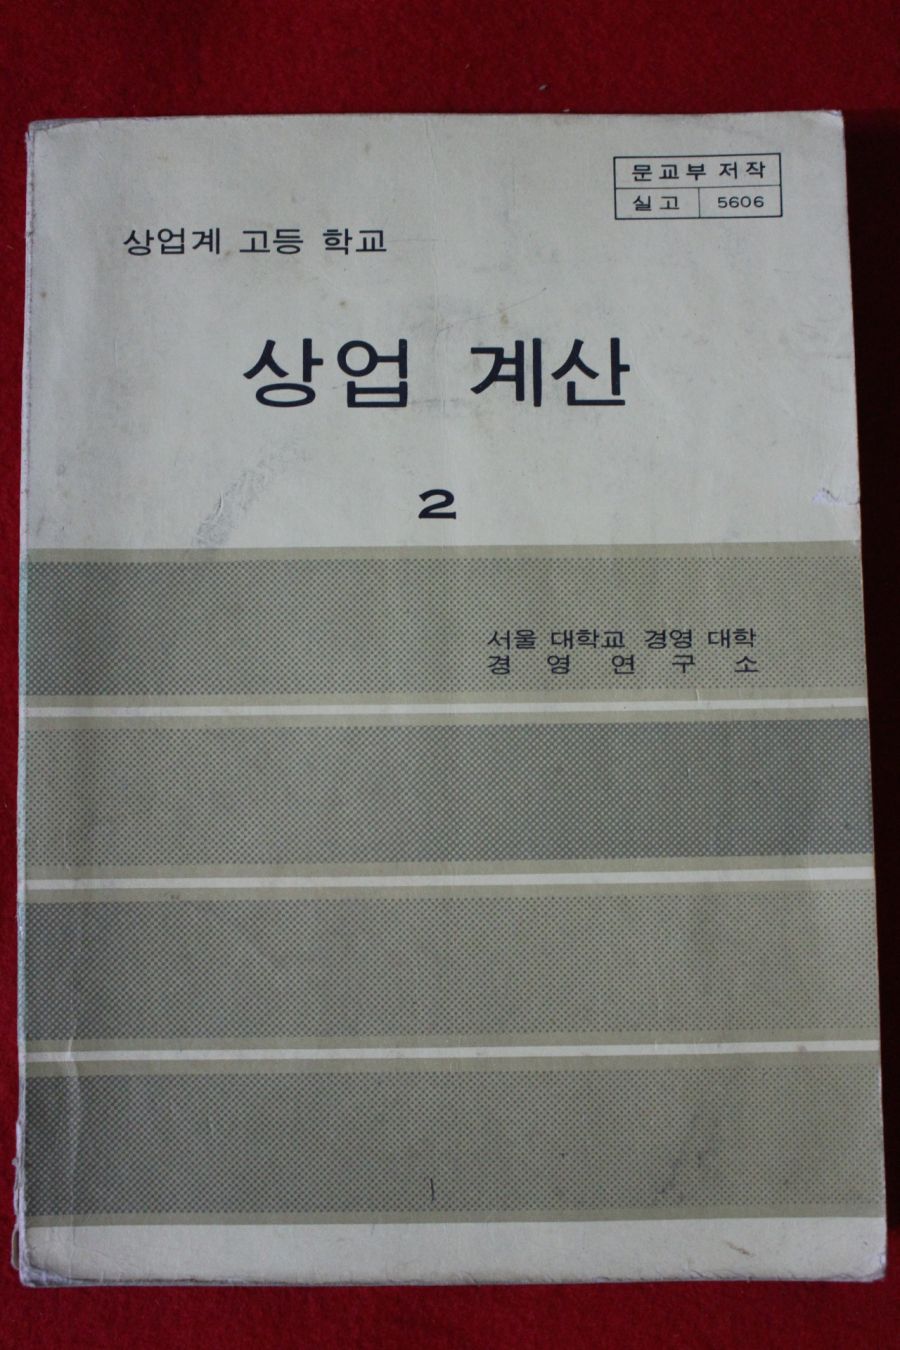 문교부 저작
실고 5606
상업계 고등 학교
상업 계산
2
서울 대학교 경영 대학
경 영 연 구 소